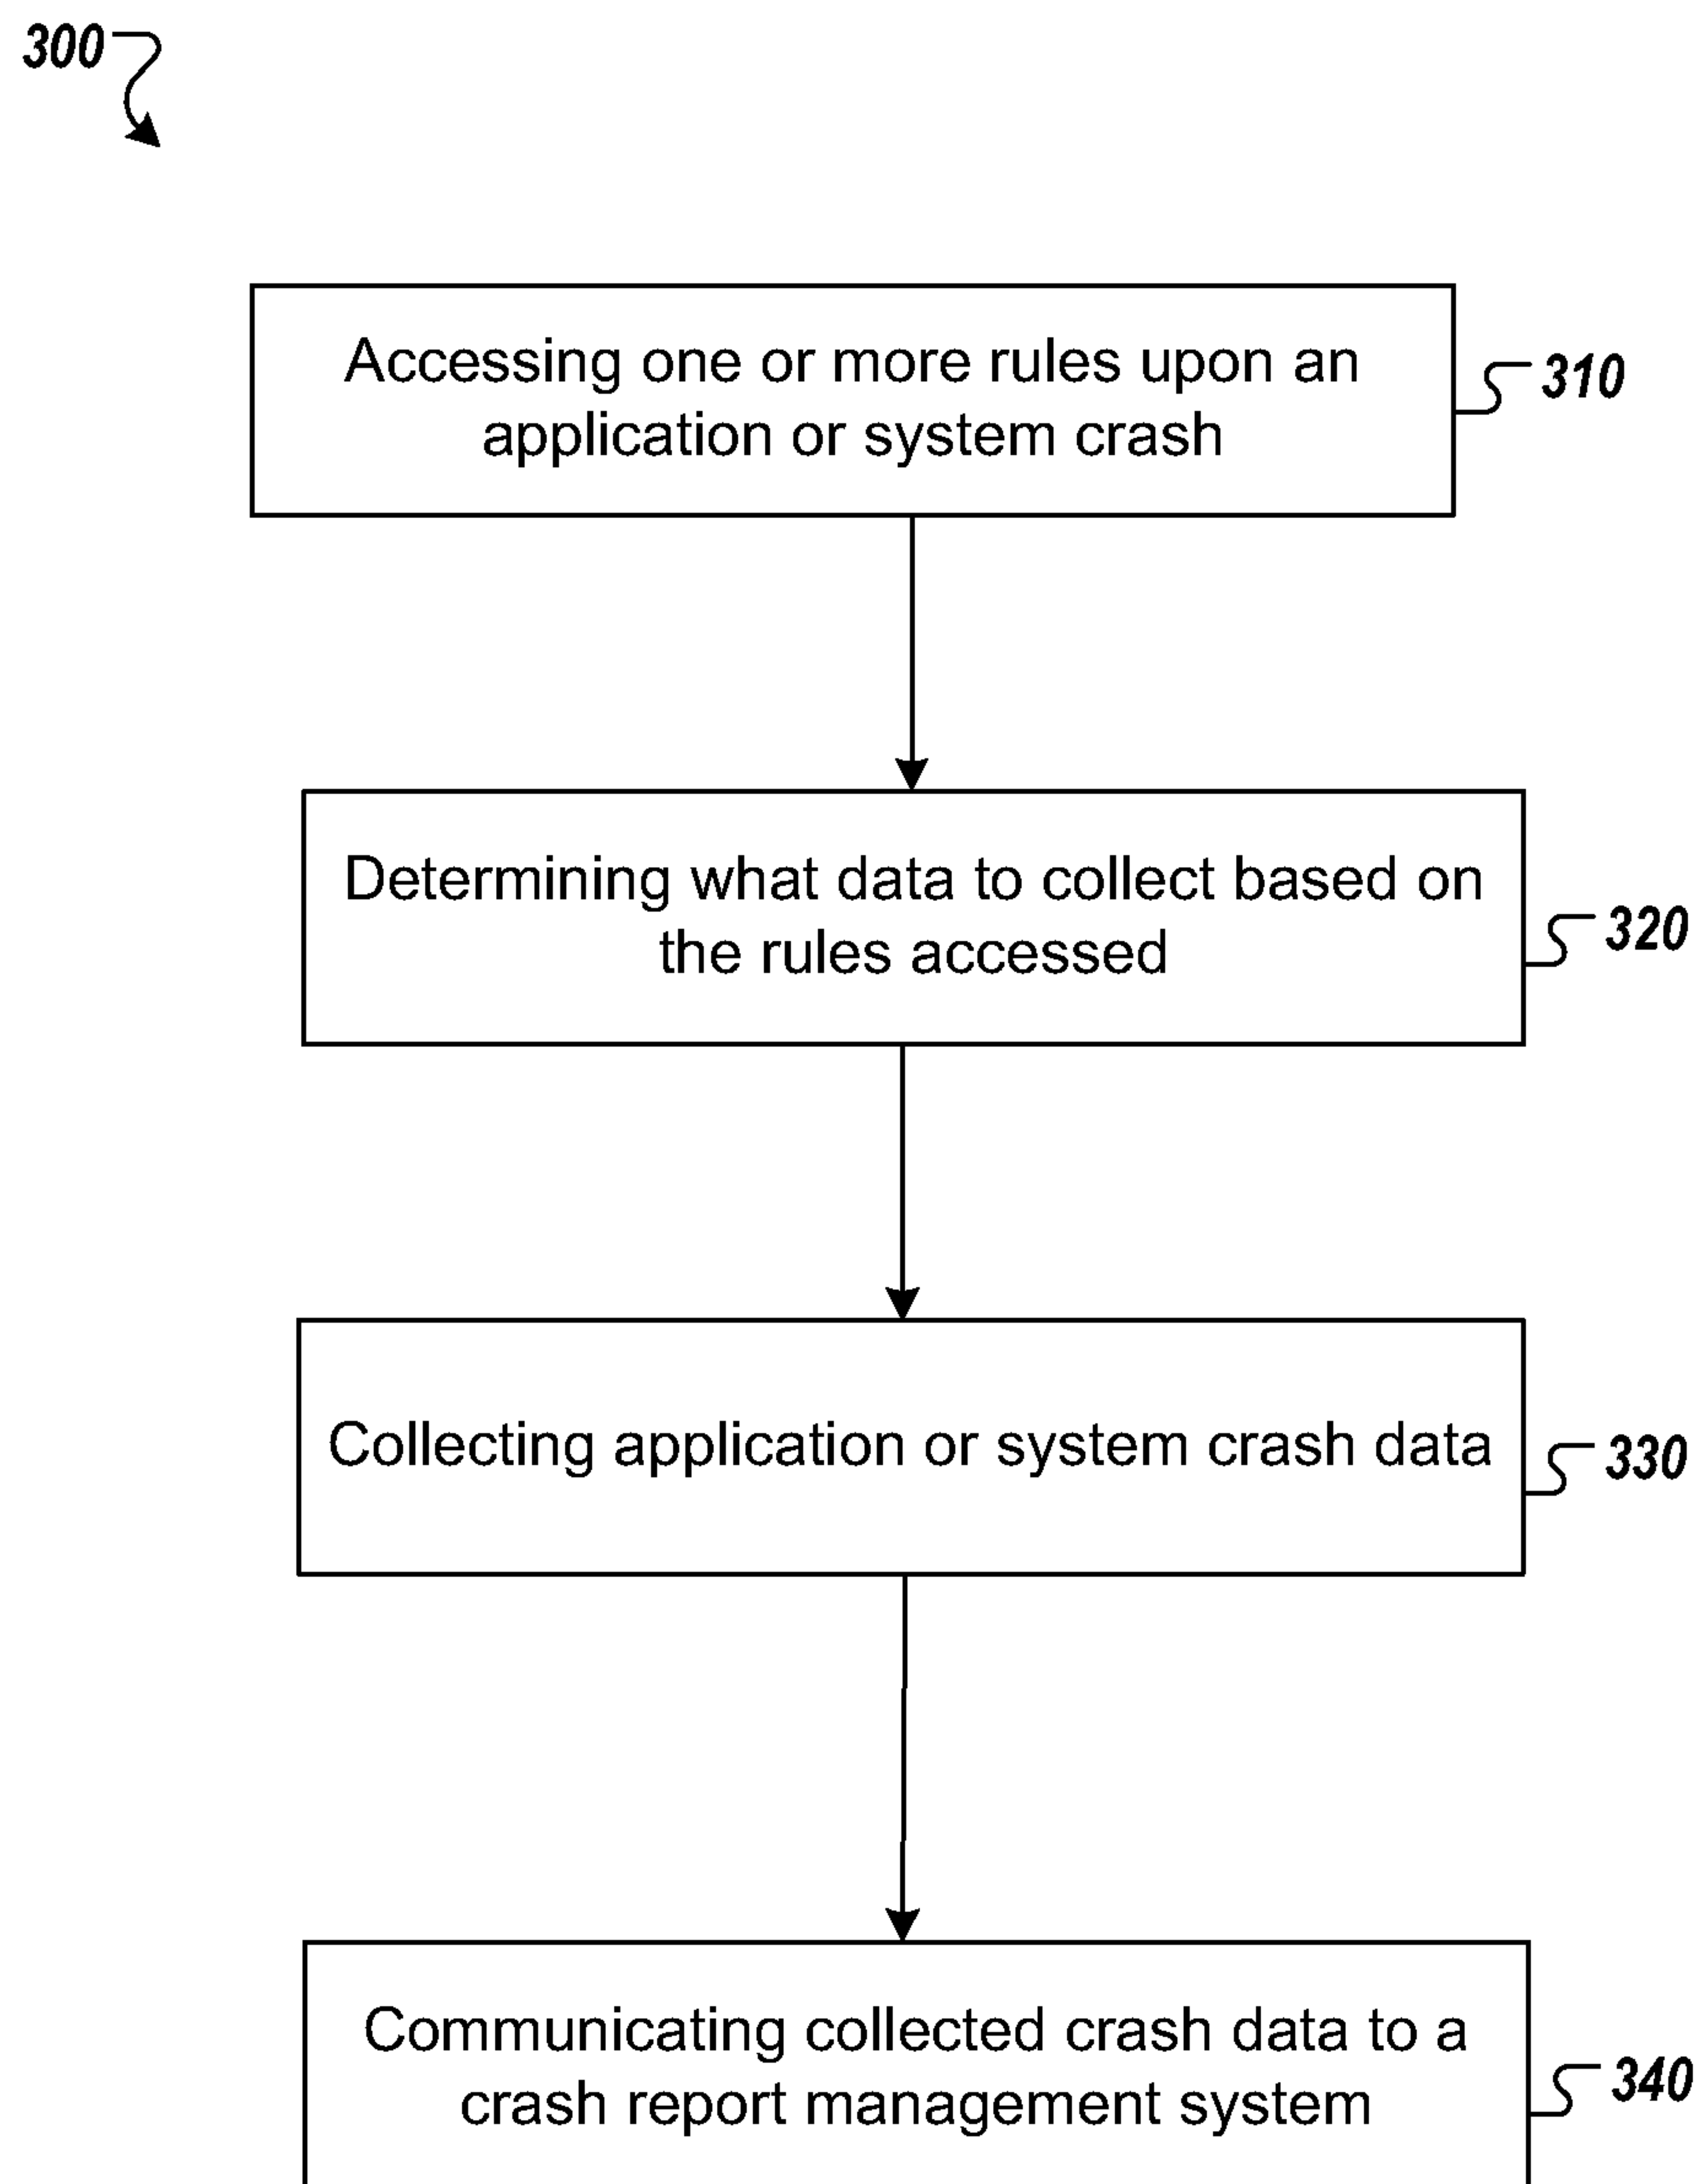 300
Accessing one or more rules upon an
application or system crash
310
Determining what data to collect based on
the rules accessed
320
Collecting application or system crash data
330
Communicating collected crash data to a
crash report management system
340